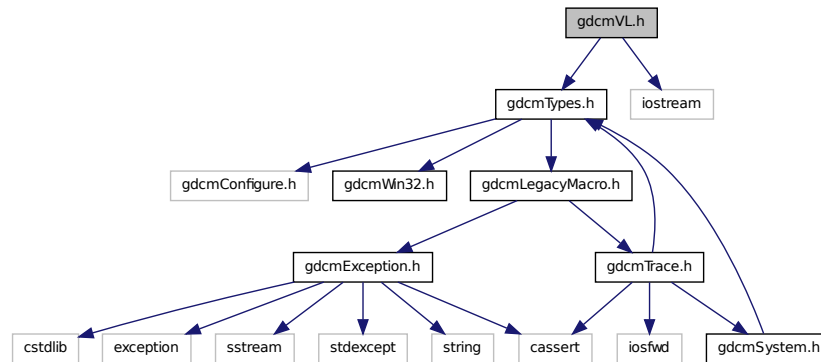 gdcmVL.h
gdcmTypes.h
iostream
gdcmConfigure.h
gdcmWin32.h
gdcmLegacyMacro.h
gdcmException.h
gdcmTrace.h
cstdlib
exception
sstream
stdexcept
string
cassert
iosfwd
gdcmSystem.h